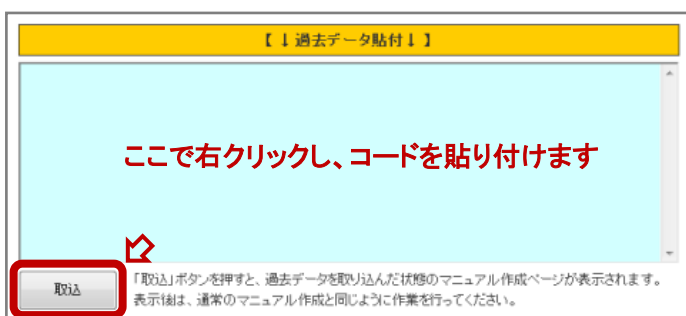 【↓過去データ貼付↓】
ここで右クリックし、コードを貼り付けます
取込
「取込」ボタンを押すと、過去データを取り込んだ状態のマニュアル作成ページが表示されます。
表示後は、通常のマニュアル作成と同じように作業を行ってください。